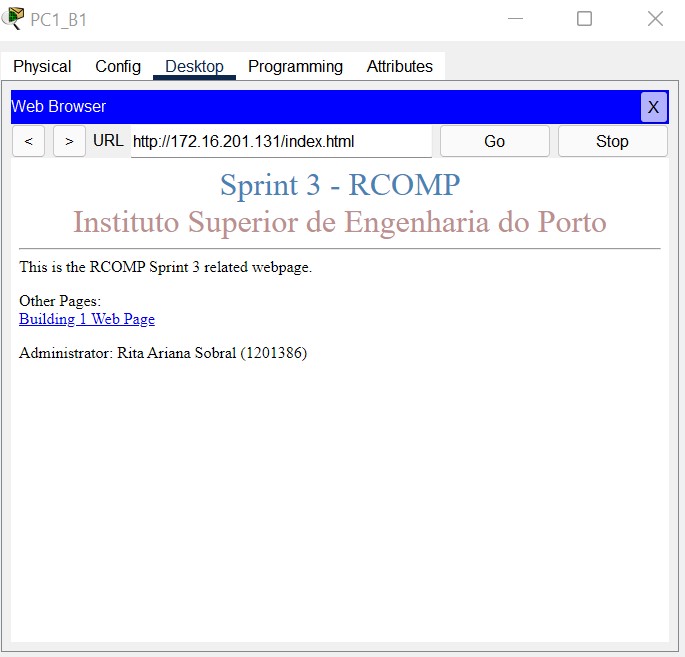 PC1_B1
Physical Config Desktop Programming Attributes
Web Browser X
< > URL http://172.16.201.131/index.html Go Stop
Sprint 3 - RCOMP
Instituto Superior de Engenharia do Porto
This is the RCOMP Sprint 3 related webpage.
Other Pages:
Building 1 Web Page
Administrator: Rita Ariana Sobral (1201386)